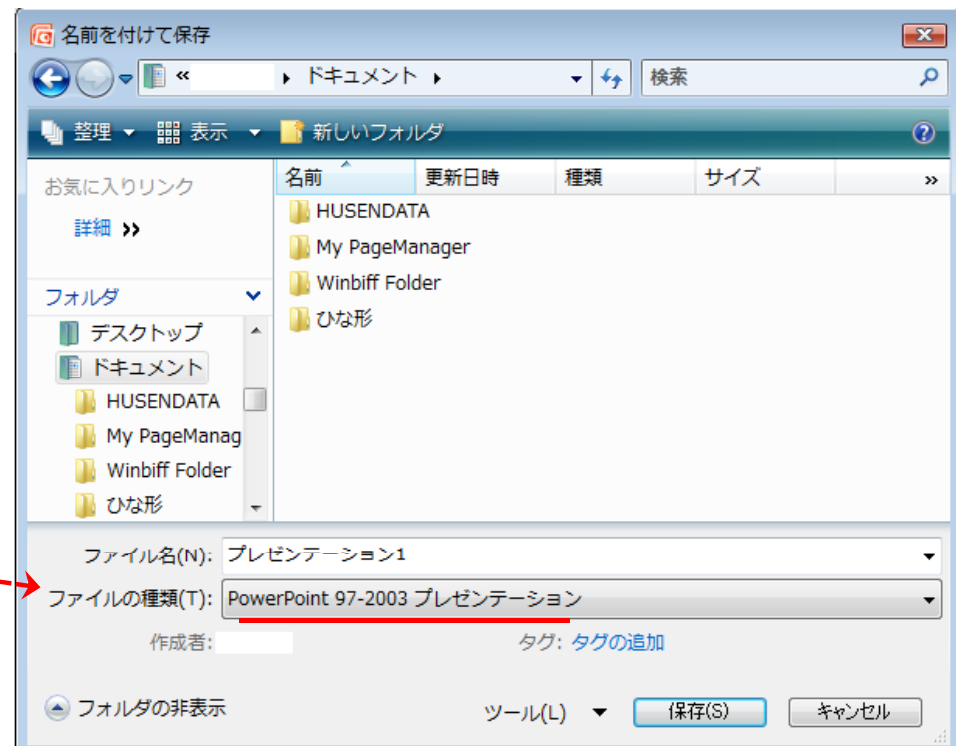 名前を付けて保存
« ドキュメント 検索
整理 表示 新しいフォルダ
お気に入りリンク
詳細 »
フォルダ
デスクトップ
ドキュメント
HUSENDATA
My PageManag
Winbiff Folder
ひな形
名前 更新日時 種類 サイズ »
HUSENDATA
My PageManager
Winbiff Folder
ひな形
ファイル名(N): プレゼンテーション1
ファイルの種類(T): PowerPoint 97-2003 プレゼンテーション
作成者: タグ: タグの追加
フォルダの非表示 ツール(L) 保存(S) キャンセル